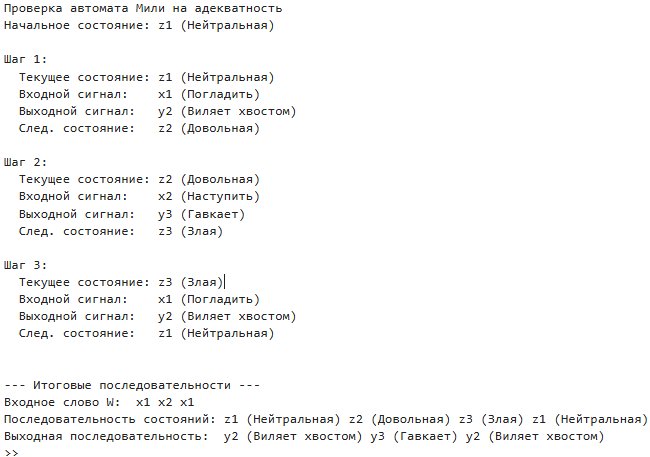 Проверка автомата Мили на адекватность
Начальное состояние: z1 (Нейтральная)
Шаг 1:
Текущее состояние: z1 (Нейтральная)
Входной сигнал: x1 (Погладить)
Выходной сигнал: y2 (Виляет хвостом)
След. состояние: z2 (Довольная)
Шаг 2:
Текущее состояние: z2 (Довольная)
Входной сигнал: x2 (Наступить)
Выходной сигнал: y3 (Гавкает)
След. состояние: z3 (Злая)
Шаг 3:
Текущее состояние: z3 (Злая)
Входной сигнал: x1 (Погладить)
Выходной сигнал: y2 (Виляет хвостом)
След. состояние: z1 (Нейтральная)
--- Итоговые последовательности ---
Входное слово W: x1 x2 x1
Последовательность состояний: z1 (Нейтральная) z2 (Довольная) z3 (Злая) z1 (Нейтральная)
Выходная последовательность: y2 (Виляет хвостом) y3 (Гавкает) y2 (Виляет хвостом)
>>